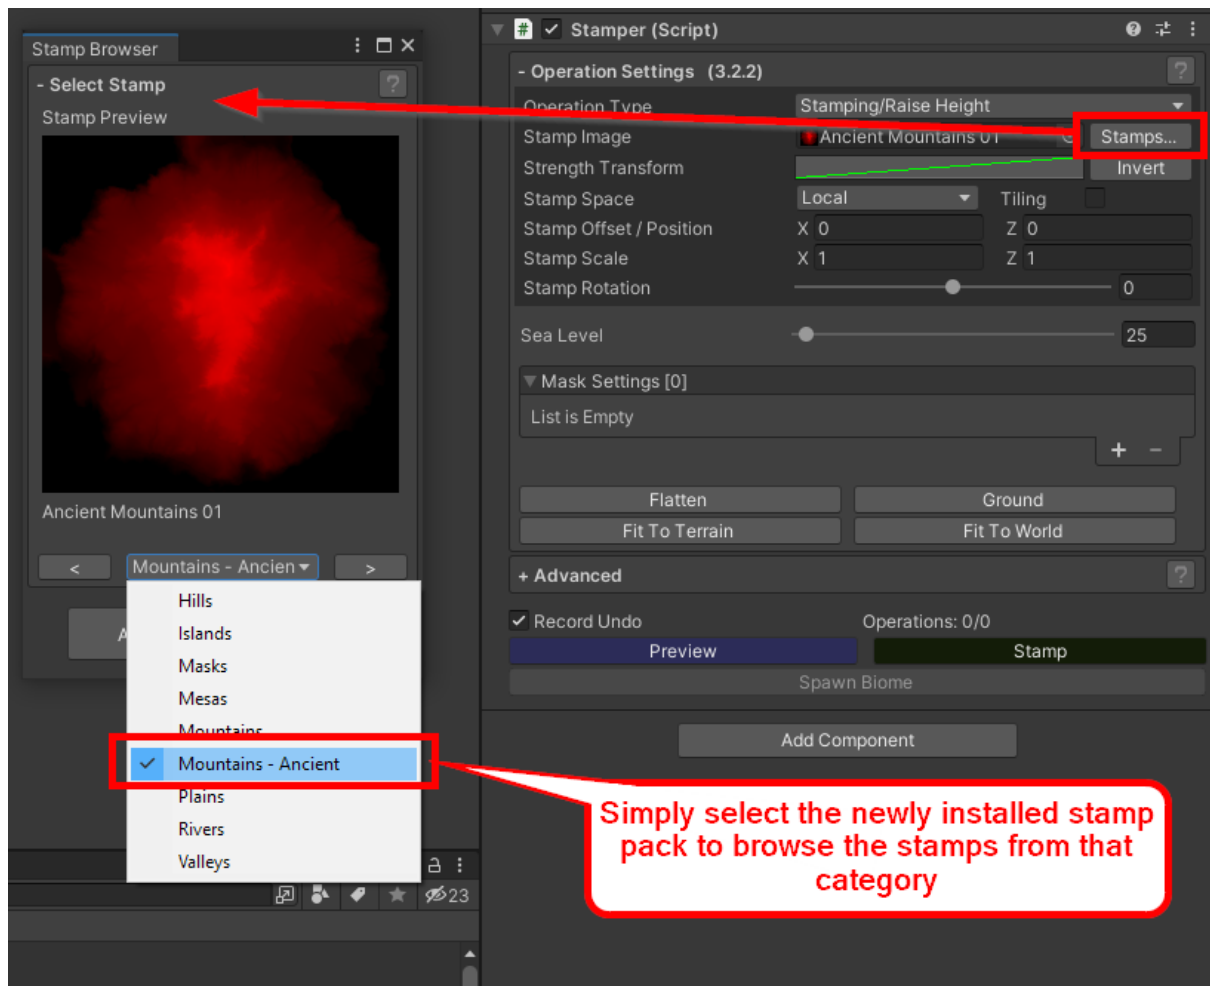 Stamp Browser
- Select Stamp ?
Stamp Preview
Ancient Mountains 01
< Mountains - Ancien >
Hills
Islands
Masks
Mesas
Mountains
Mountains - Ancient
Plains
Rivers
Valleys
23
# Stamper (Script)
- Operation Settings (3.2.2) ?
Operation Type Stamping/Raise Height
Stamp Image Ancient Mountains 01 Stamps...
Strength Transform Invert
Stamp Space Local Tiling
Stamp Offset / Position X 0 Z 0
Stamp Scale X 1 Z 1
Stamp Rotation 0
Sea Level 25
Mask Settings [0]
List is Empty
+ -
Flatten Ground
Fit To Terrain Fit To World
+ Advanced ?
Record Undo Operations: 0/0
Preview Stamp
Spawn Biome
Add Component
Simply select the newly installed stamp
pack to browse the stamps from that
category